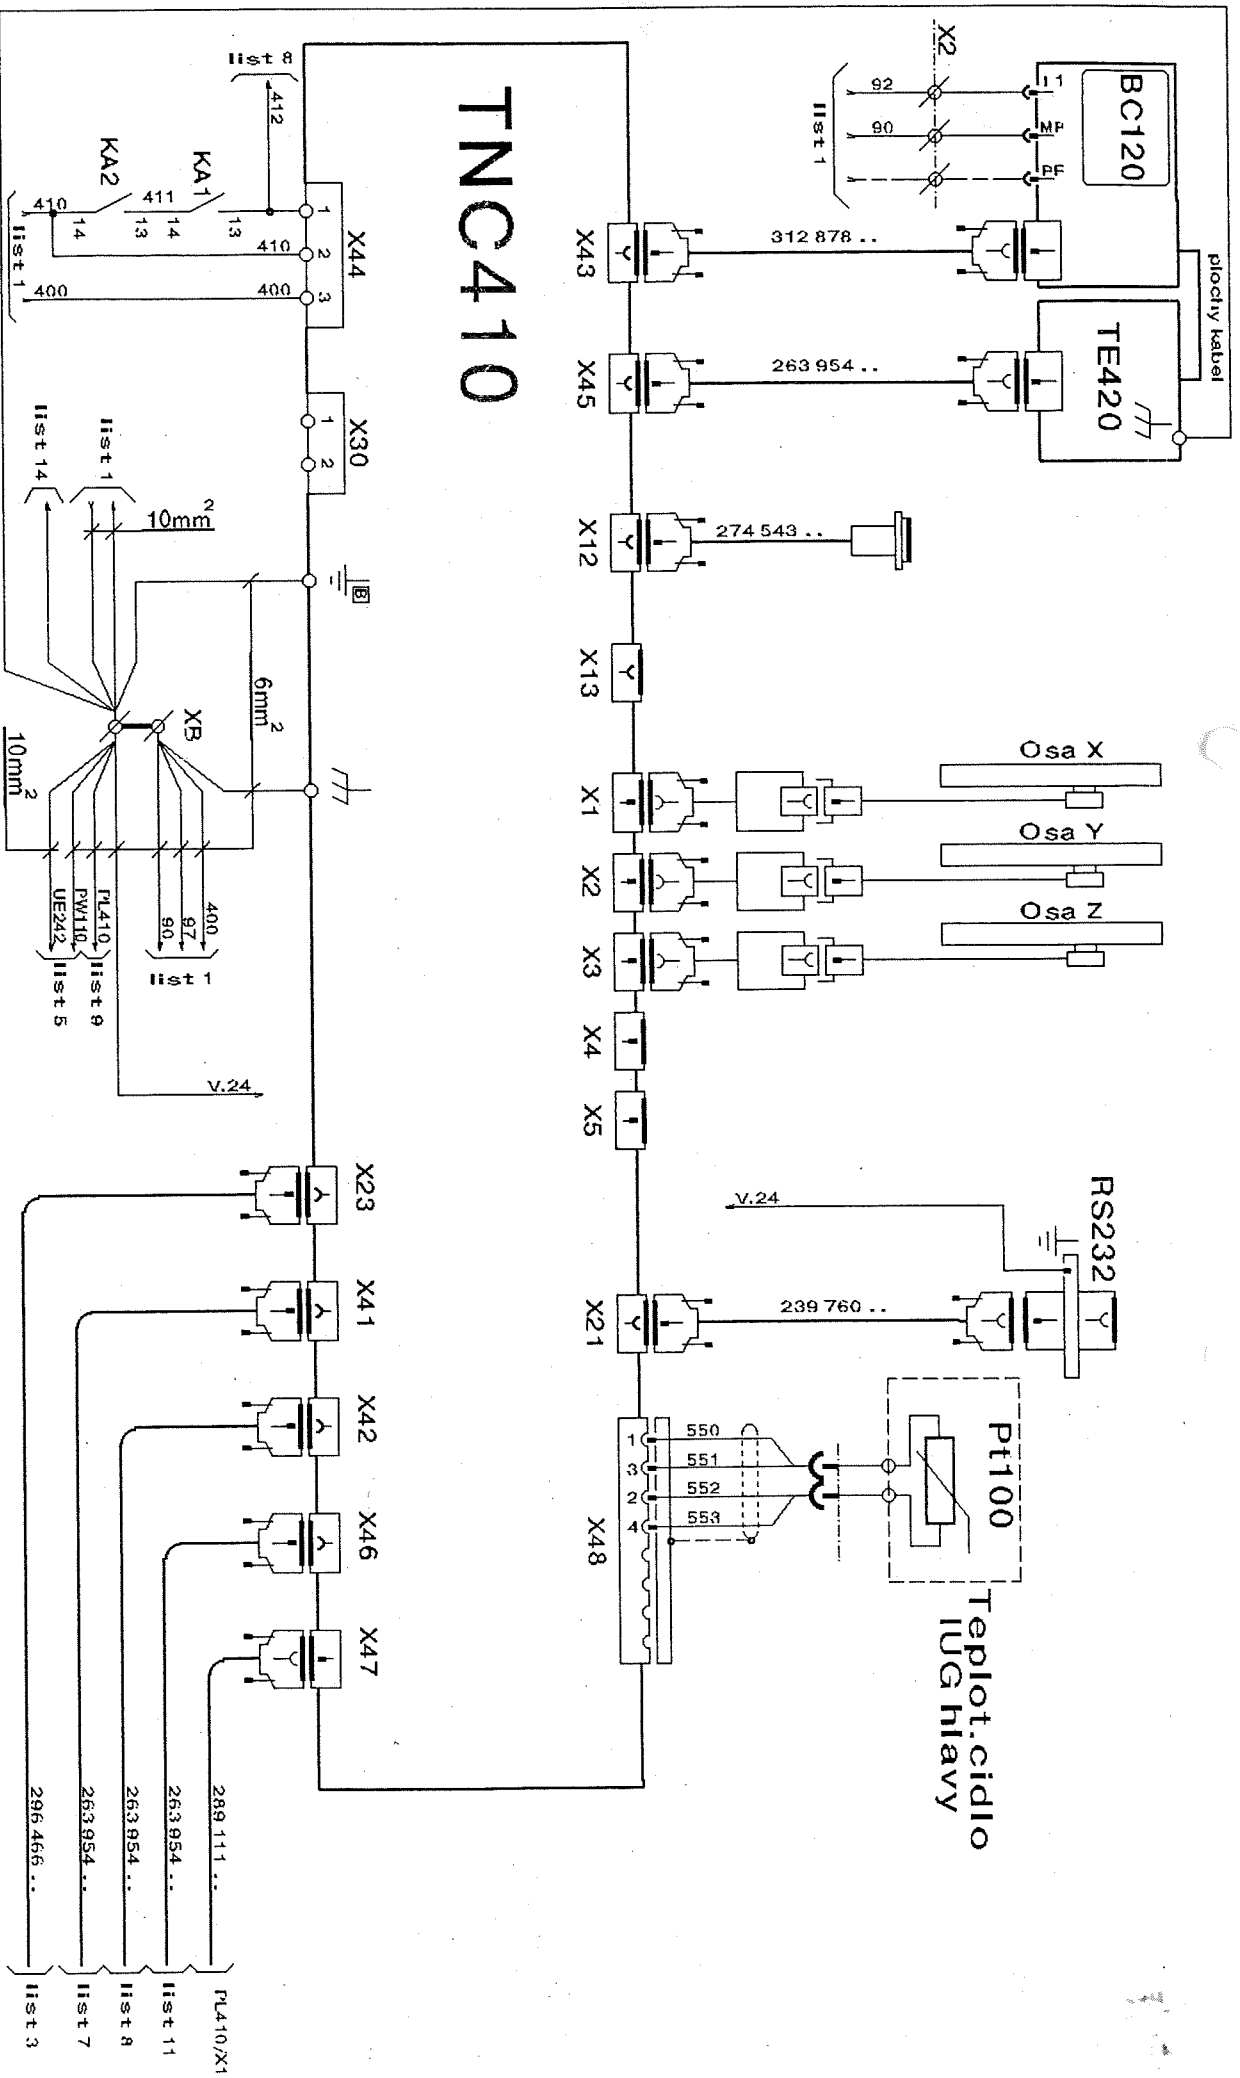 BC120
L1
MP
PE
X2
92
90
list 1
plochy kabel
TE420
TNC410
X43
312 878 ..
X45
263 954 ..
X12
274 543 ..
X13
X1
X2
X3
X4
X5
Osa X
Osa Y
Osa Z
RS232
V.24
X21
239 760 ..
Pt100
Teplot.cidlo
IUG hlavy
550
551
552
553
1
3
2
4
X48
list 8
412
KA2
KA1
410
14
13
411
14
13
410
400
400
list 1
X44
1
2
3
X30
1
2
list 14
list 1
10mm2
B
6mm2
XB
10mm2
400
97
90
list 1
PL410
PW110
UE242
list 9
list 5
V.24
X23
X41
X42
X46
X47
289 111 ..
263 954 ..
263 954 ..
263 954 ..
296 466 ..
PL410/X1
list 11
list 8
list 7
list 3